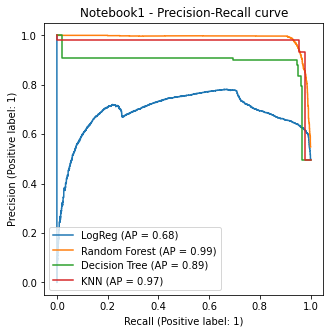 Notebook1 - Precision-Recall curve
Precision (Positive label: 1)
1.0
0.8
0.6
0.4
0.2
0.0
LogReg (AP = 0.68)
Random Forest (AP = 0.99)
Decision Tree (AP = 0.89)
KNN (AP = 0.97)
0.0 0.2 0.4 0.6 0.8 1.0
Recall (Positive label: 1)